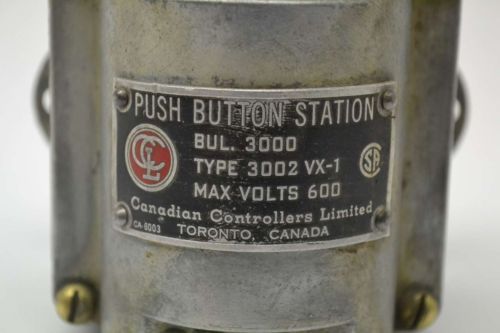 PUSH BUTTON STATION
CCL
BUL. 3000
TYPE 3002 VX-1
SA
MAX VOLTS 600
Canadian Controllers Limited
CA-8003 TORONTO, CANADA